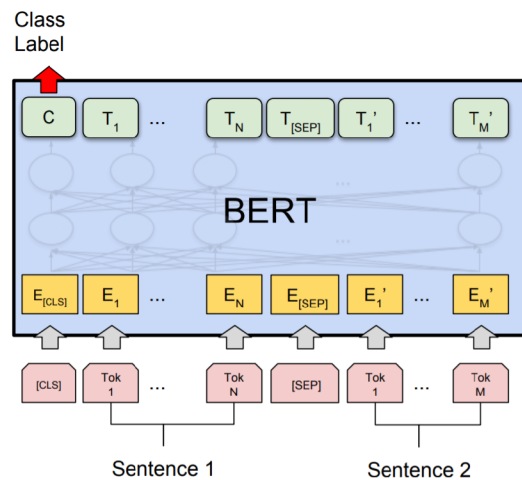 Class
Label
C T1 ... TN T[SEP] T1' ... TM'
...
BERT
...
E[CLS] E1 ... EN E[SEP] E1' ... EM'
[CLS] Tok 1 ... Tok N [SEP] Tok 1 ... Tok M
Sentence 1 Sentence 2